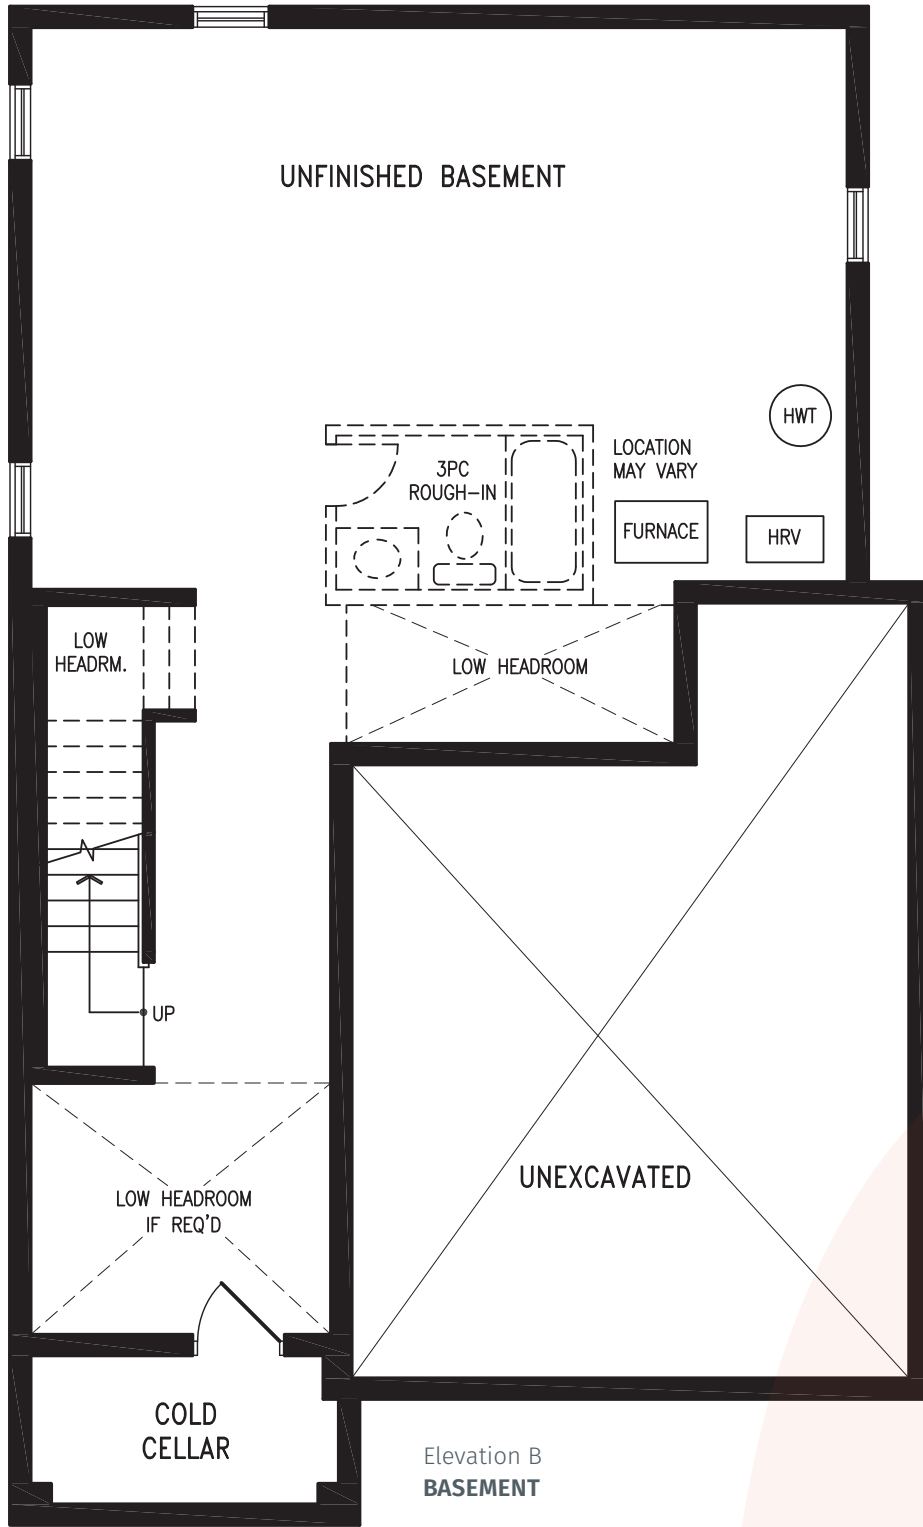 UNFINISHED BASEMENT
HWT
LOCATION
MAY VARY
3PC
ROUGH-IN
FURNACE
HRV
LOW
HEADRM.
LOW HEADROOM
UP
UNEXCAVATED
LOW HEADROOM
IF REQ'D
COLD
CELLAR
Elevation B
BASEMENT